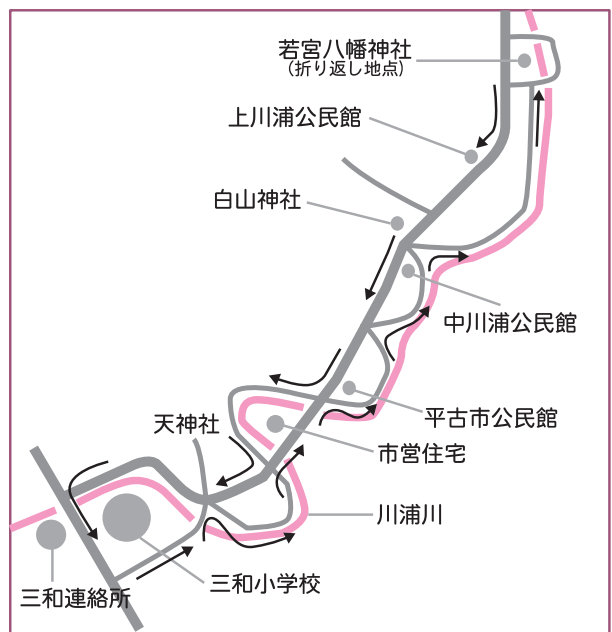 若宮八幡神社
(折り返し地点)
上川浦公民館
白山神社
中川浦公民館
平古市公民館
天神社
市営住宅
川浦川
三和小学校
三和連絡所